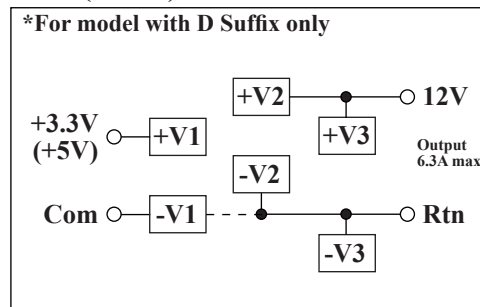 *For model with D Suffix only
+V2
12V
+3.3V
(+5V)
+V1
+V3
Output
6.3A max
-V2
Com
-V1
Rtn
-V3